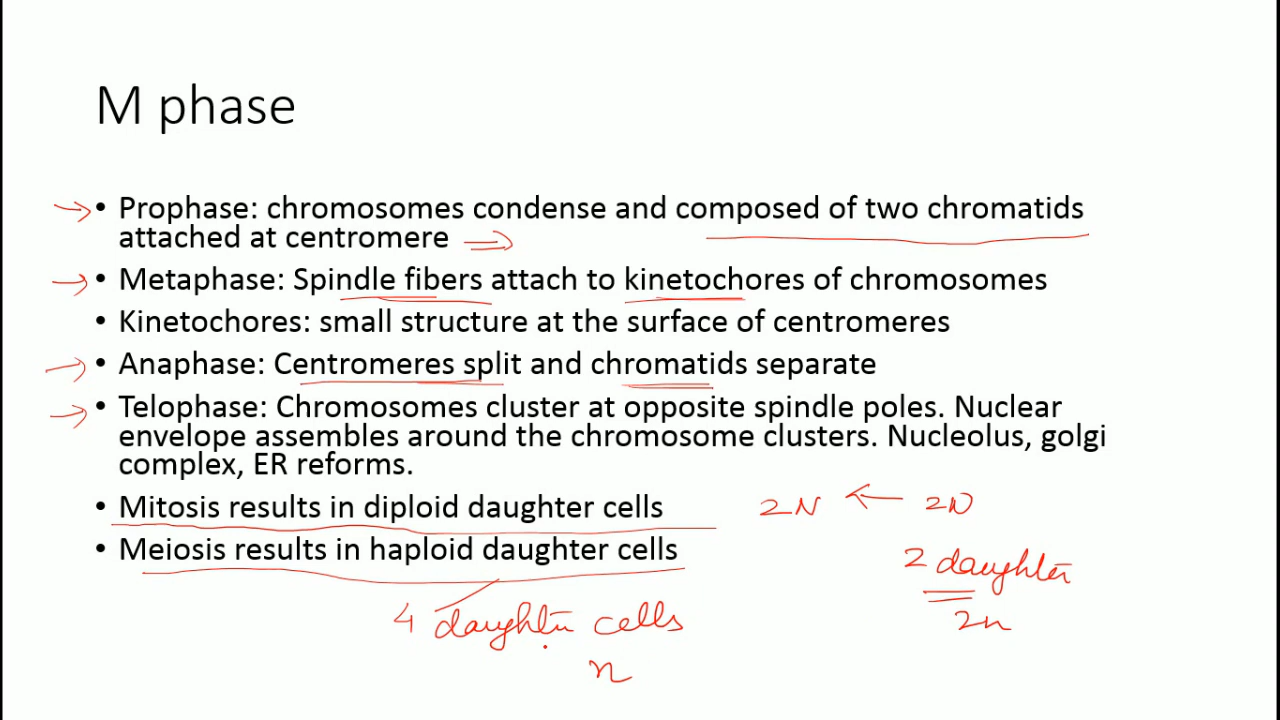 M phase
• Prophase: chromosomes condense and composed of two chromatids
attached at centromere
• Metaphase: Spindle fibers attach to kinetochores of chromosomes
• Kinetochores: small structure at the surface of centromeres
• Anaphase: Centromeres split and chromatids separate
• Telophase: Chromosomes cluster at opposite spindle poles. Nuclear
envelope assembles around the chromosome clusters. Nucleolus, golgi
complex, ER reforms.
• Mitosis results in diploid daughter cells
2N ← 2N
• Meiosis results in haploid daughter cells
2 daughter
2n
4 daughter cells
n